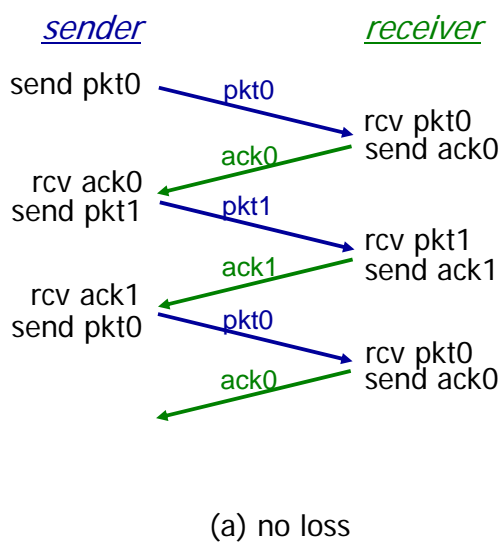 sender
receiver
send pkt0
pkt0
rcv pkt0
send ack0
ack0
rcv ack0
send pkt1
pkt1
rcv pkt1
send ack1
ack1
rcv ack1
send pkt0
pkt0
rcv pkt0
send ack0
ack0
(a) no loss